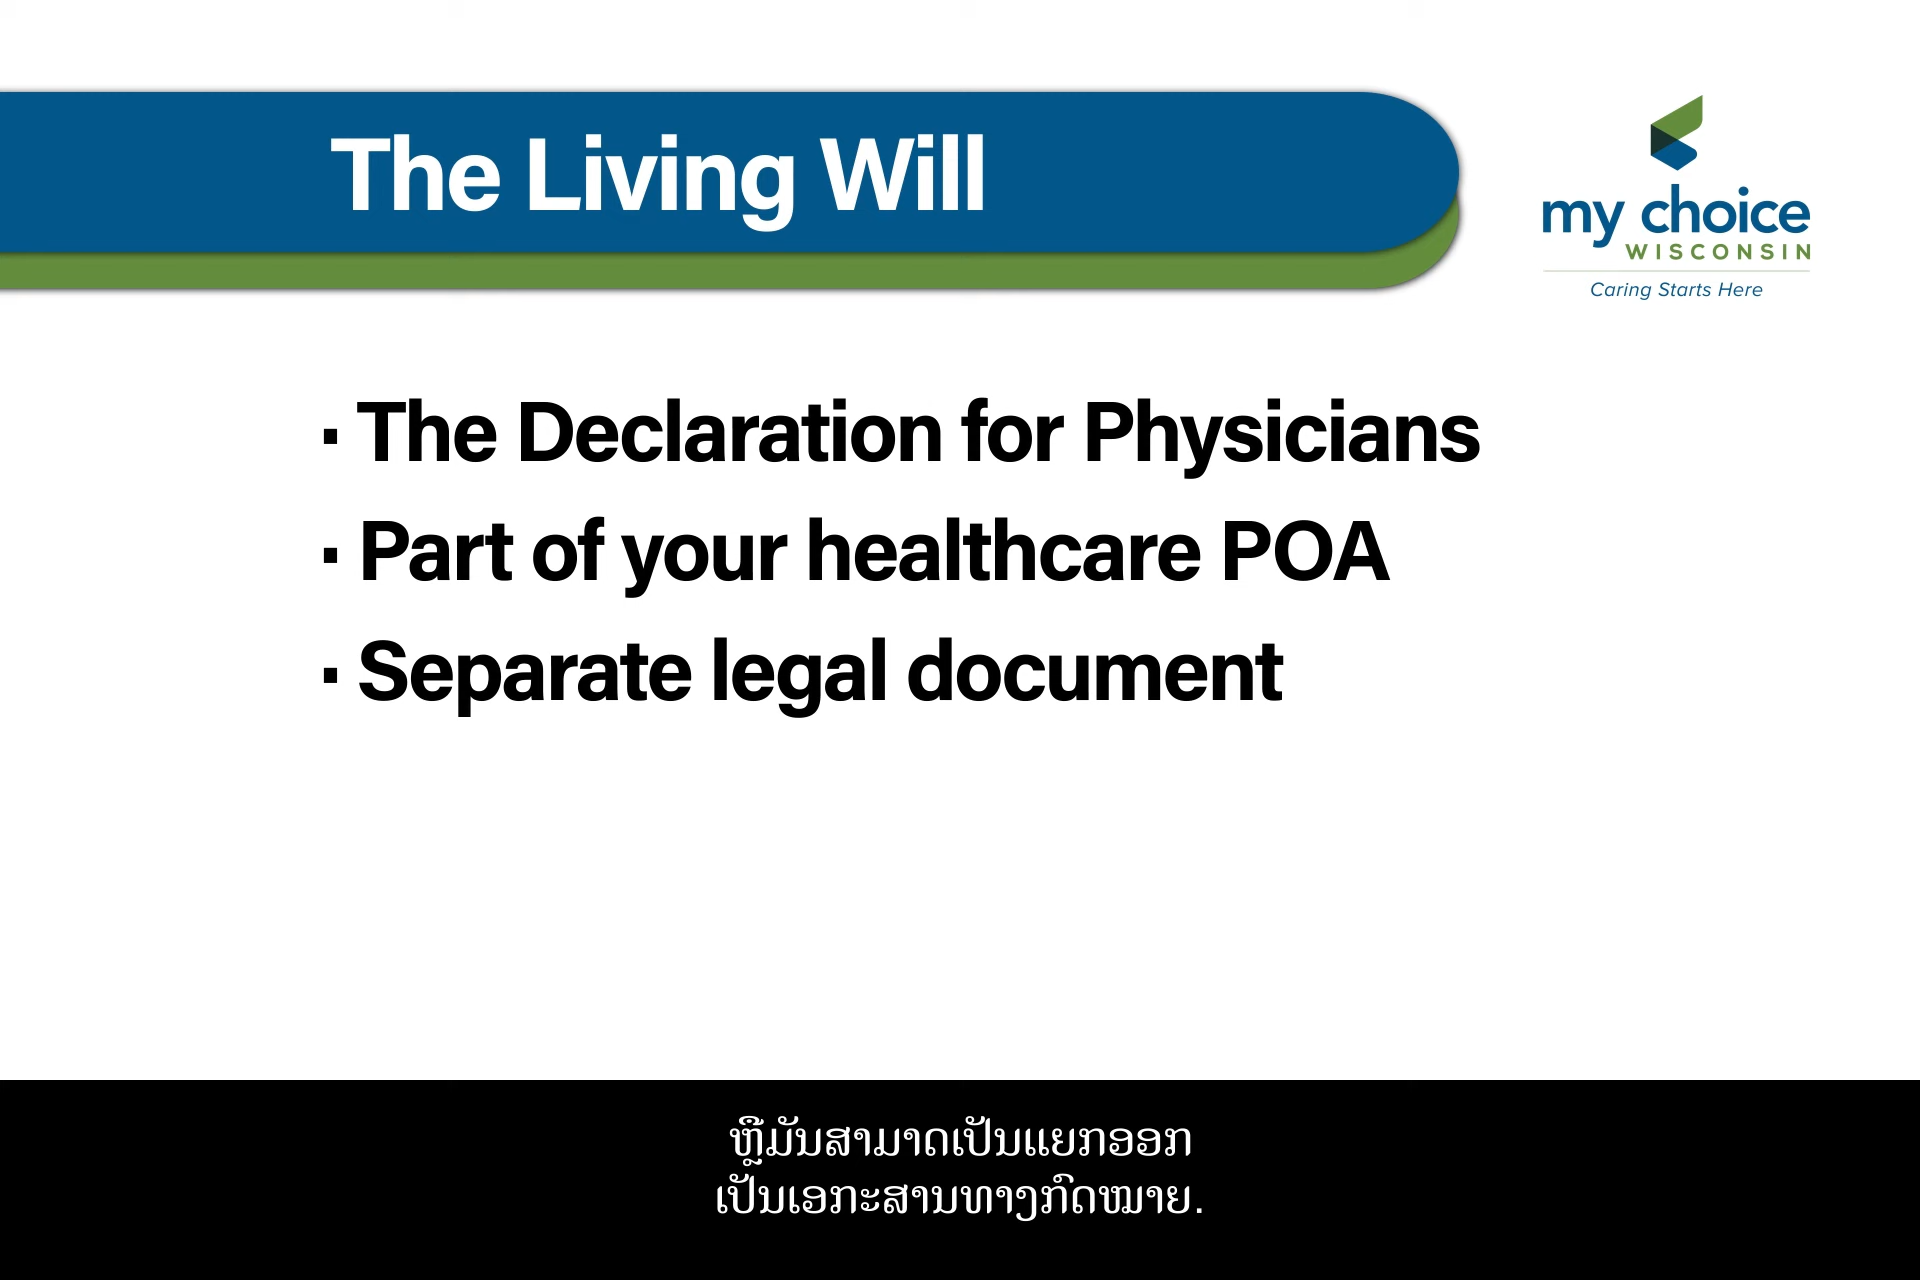 The Living Will
my choice
WISCONSIN
Caring Starts Here
· The Declaration for Physicians
· Part of your healthcare POA
· Separate legal document
ຫຼືມັນສາມາດເປັນແຍກອອກ
ເປັນເອກະສານທາງກົດໝາຍ.